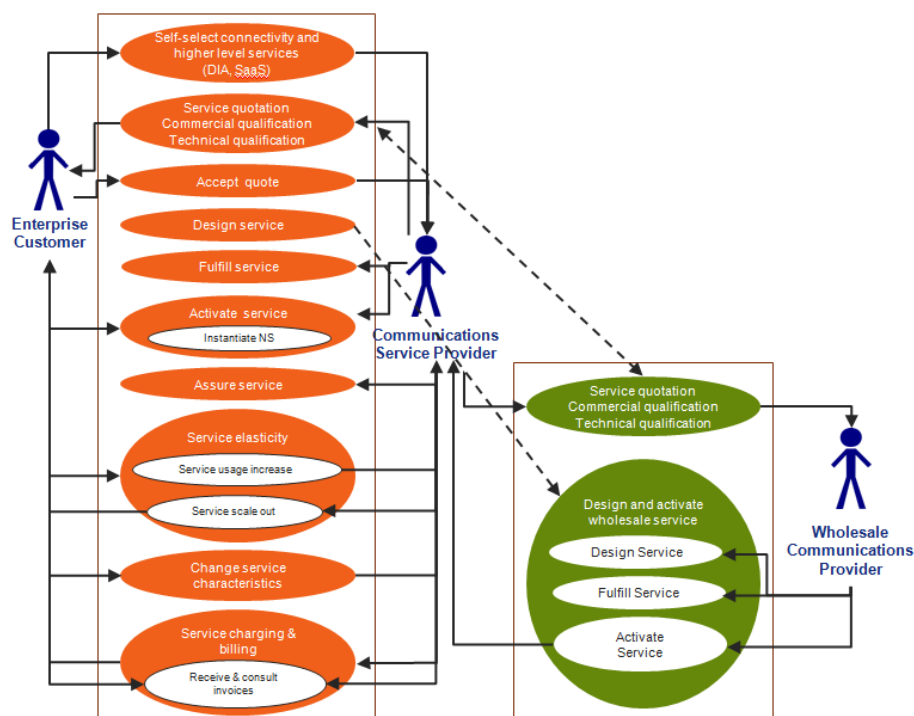 Self-select connectivity and
higher level services
(DIA, SaaS)
Service quotation
Commercial qualification
Technical qualification
Accept quote
Enterprise
Customer
Design service
Fulfill service
Activate service
Instantiate NS
Communications
Service Provider
Assure service
Service quotation
Commercial qualification
Technical qualification
Service elasticity
Service usage increase
Service scale out
Design and activate
wholesale service
Design Service
Fulfill Service
Activate
Service
Wholesale
Communications
Provider
Change service
characteristics
Service charging &
billing
Receive & consult
invoices